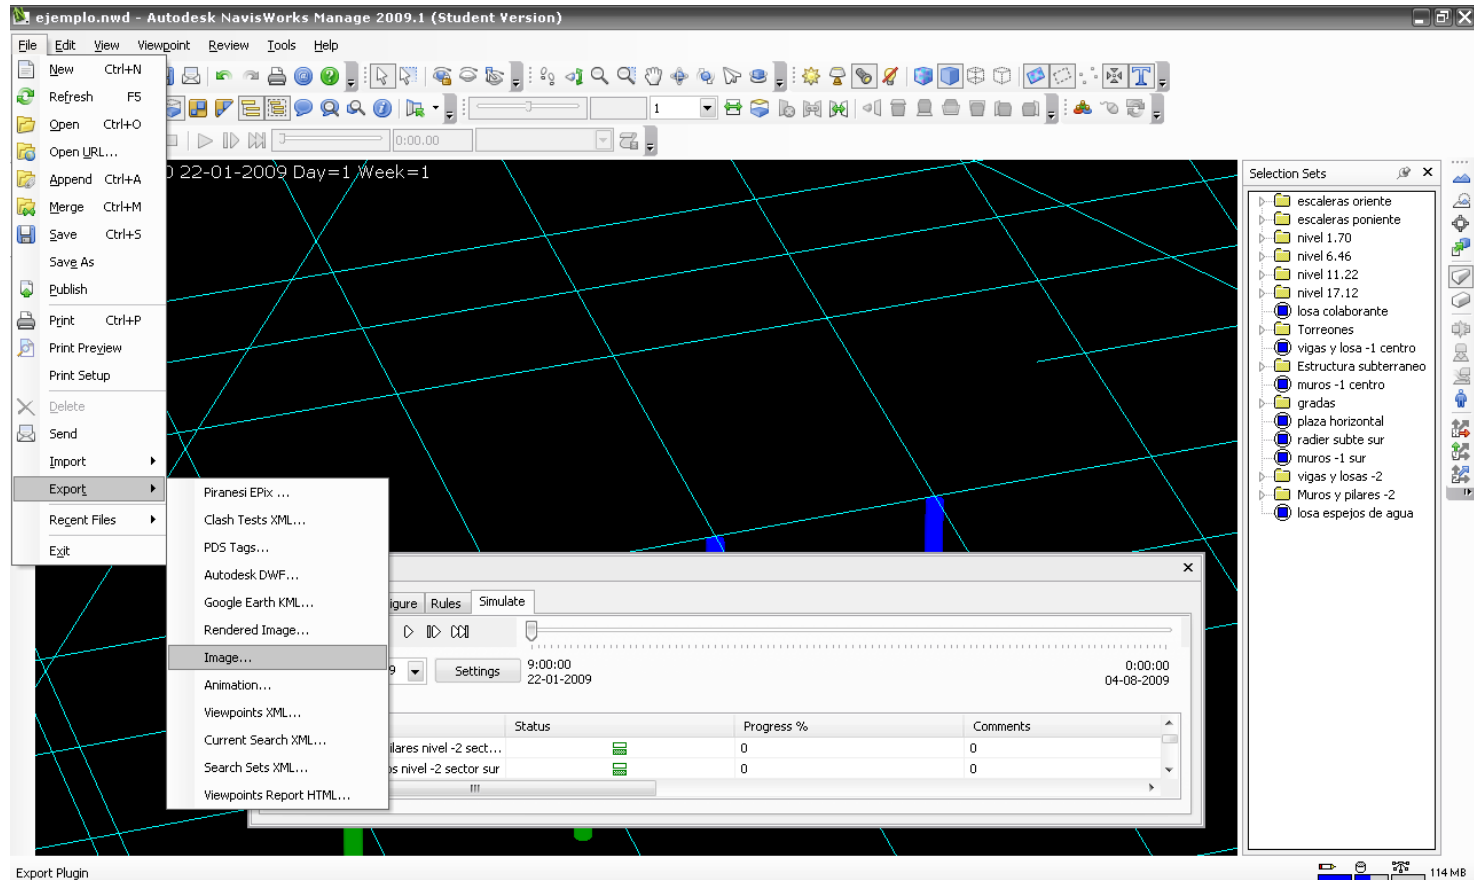 ejemplo.nwd - Autodesk NavisWorks Manage 2009.1 (Student Version)
File Edit View Viewpoint Review Tools Help
New Ctrl+N
Refresh F5
Open Ctrl+O
Open URL...
Append Ctrl+A
Merge Ctrl+M
Save Ctrl+S
Save As
Publish
Print Ctrl+P
Print Preview
Print Setup
Delete
Send
Import
Export
Recent Files
Exit
Piranesi EPix ...
Clash Tests XML...
PDS Tags...
Autodesk DWF...
Google Earth KML...
Rendered Image...
Image...
Animation...
Viewpoints XML...
Current Search XML...
Search Sets XML...
Viewpoints Report HTML...
1
0:00.00
0 22-01-2009 Day=1 Week=1
igure Rules Simulate
9 Settings
9:00:00
22-01-2009
0:00:00
04-08-2009
Status Progress % Comments
ilares nivel -2 sect... 0 0
os nivel -2 sector sur 0 0
Selection Sets
escaleras oriente
escaleras poniente
nivel 1.70
nivel 6.46
nivel 11.22
nivel 17.12
losa colaborante
Torreones
vigas y losa -1 centro
Estructura subterraneo
muros -1 centro
gradas
plaza horizontal
radier subte sur
muros -1 sur
vigas y losas -2
Muros y pilares -2
losa espejos de agua
Export Plugin
114 MB